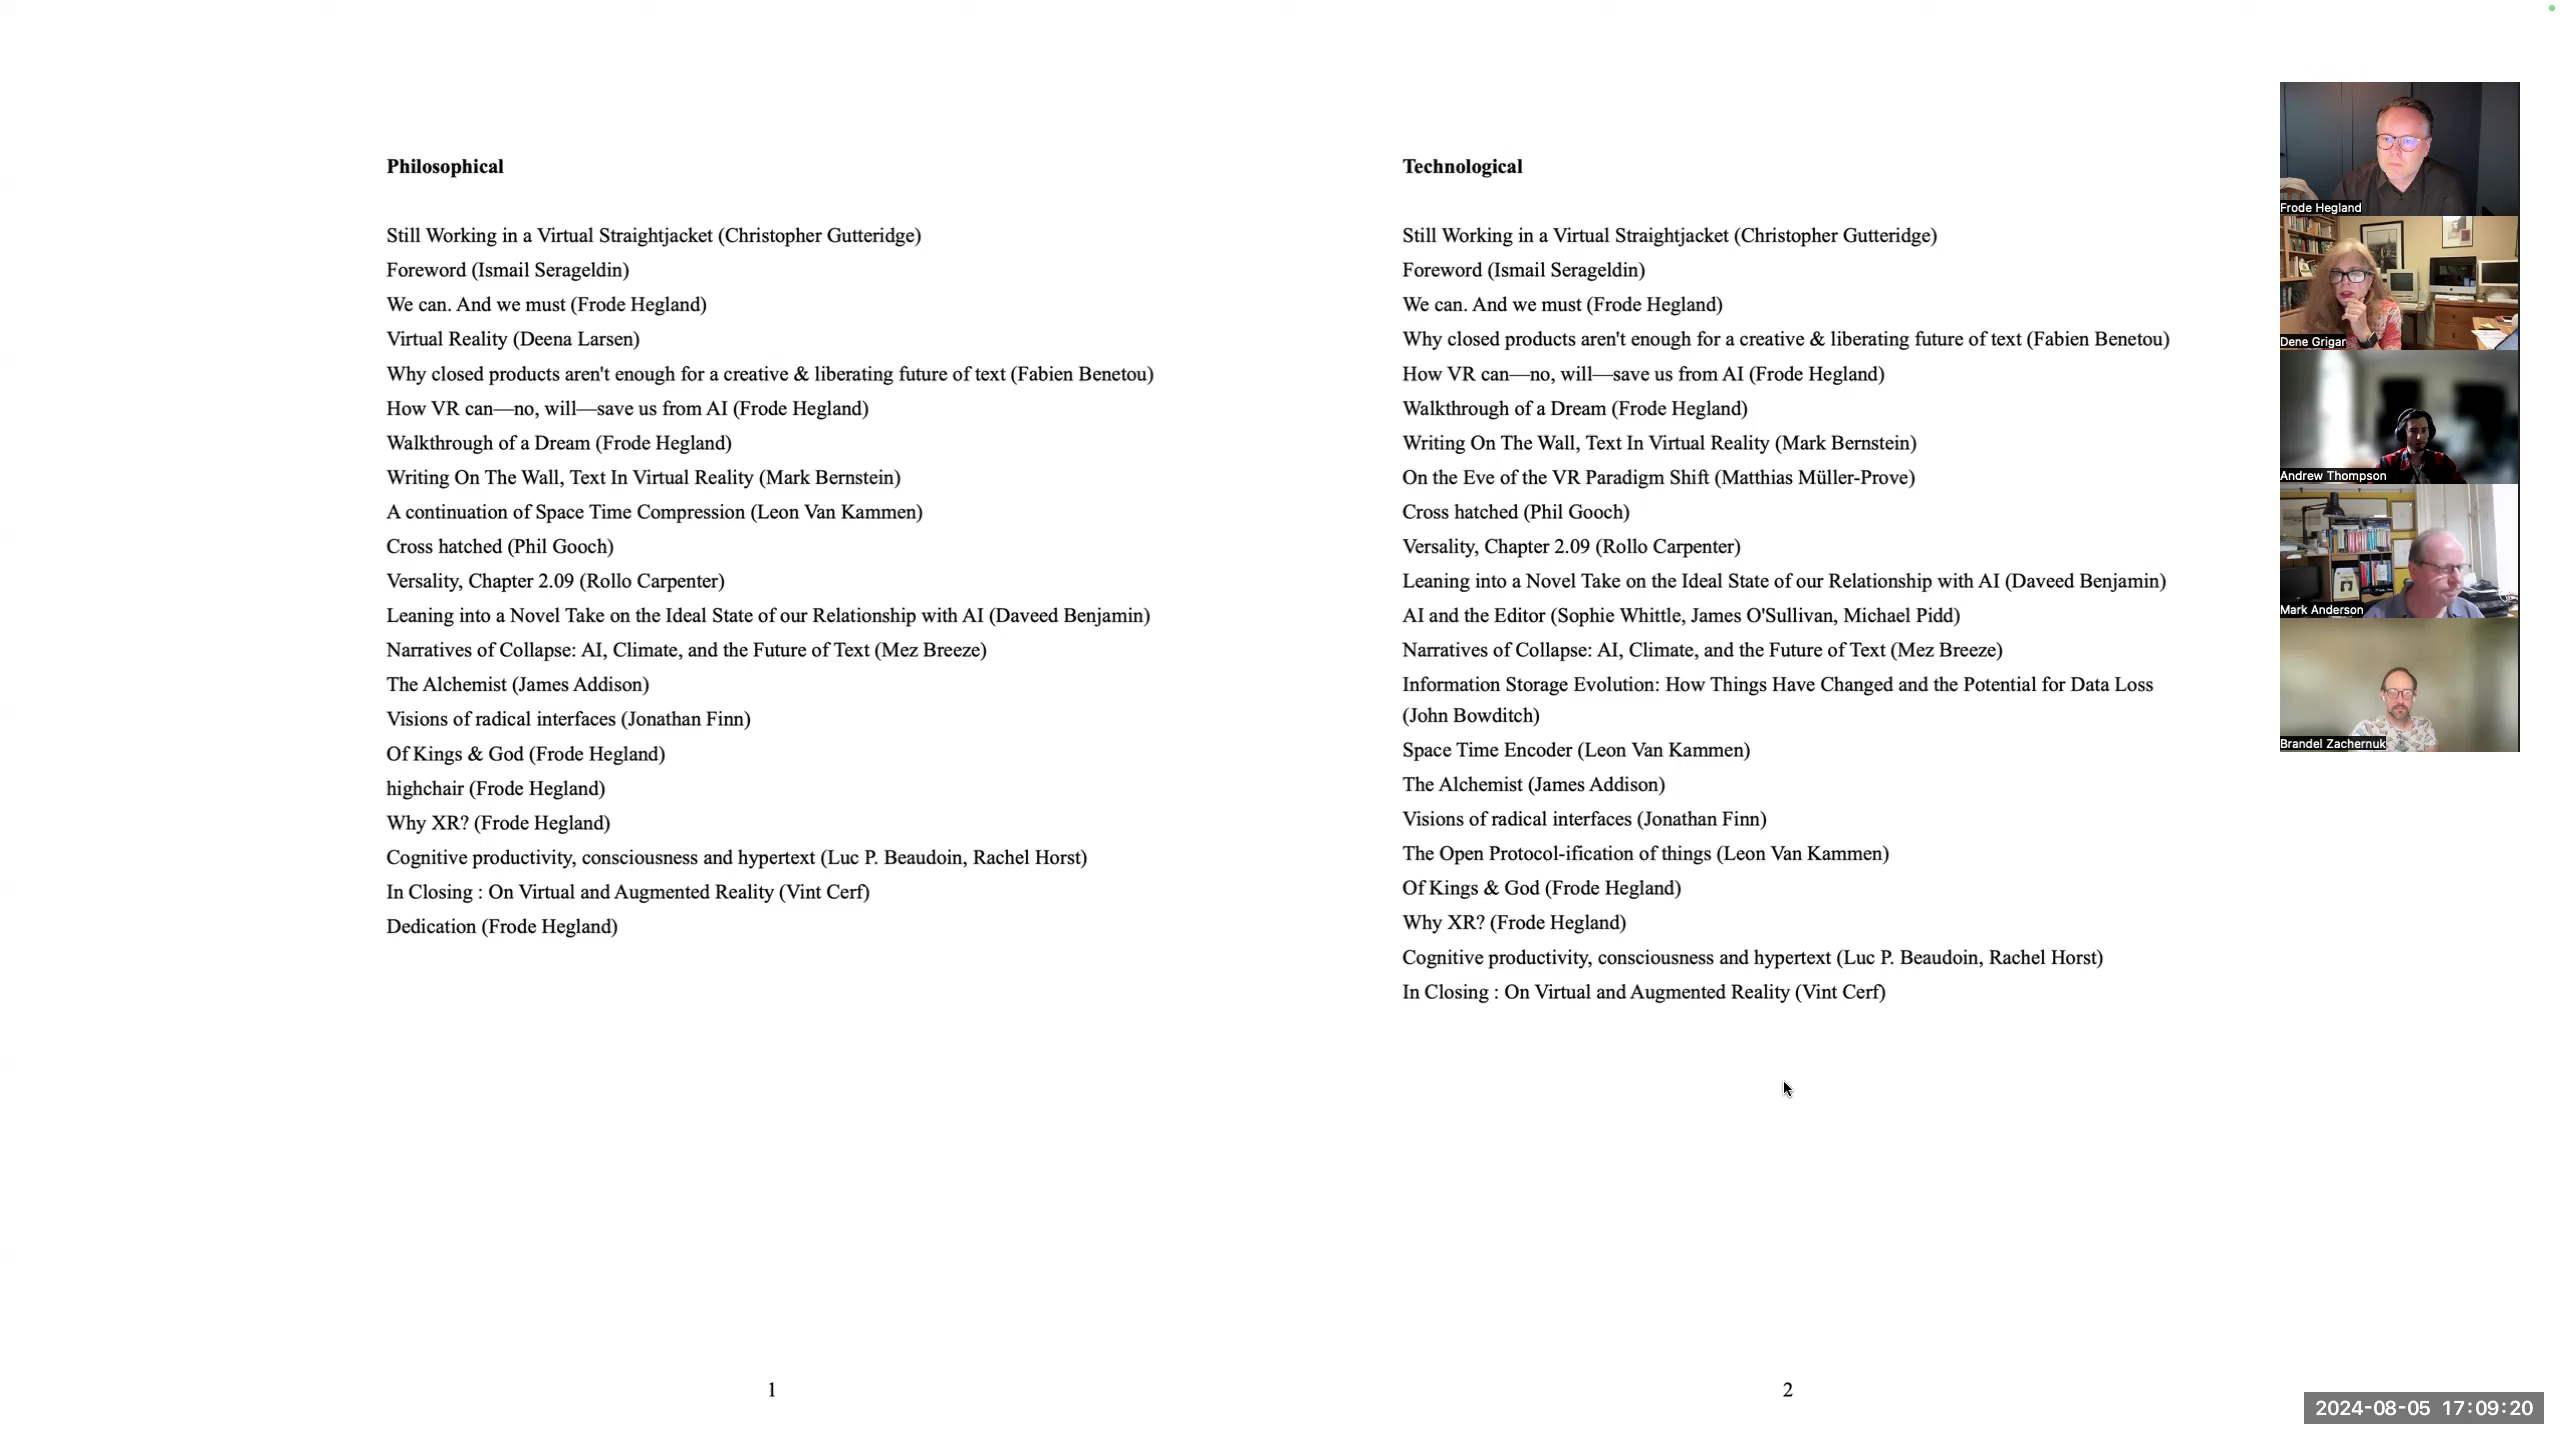 Philosophical
Still Working in a Virtual Straightjacket (Christopher Gutteridge)
Foreword (Ismail Serageldin)
We can. And we must (Frode Hegland)
Virtual Reality (Deena Larsen)
Why closed products aren't enough for a creative & liberating future of text (Fabien Benetou)
How VR can—no, will—save us from AI (Frode Hegland)
Walkthrough of a Dream (Frode Hegland)
Writing On The Wall, Text In Virtual Reality (Mark Bernstein)
A continuation of Space Time Compression (Leon Van Kammen)
Cross hatched (Phil Gooch)
Versality, Chapter 2.09 (Rollo Carpenter)
Leaning into a Novel Take on the Ideal State of our Relationship with AI (Daveed Benjamin)
Narratives of Collapse: AI, Climate, and the Future of Text (Mez Breeze)
The Alchemist (James Addison)
Visions of radical interfaces (Jonathan Finn)
Of Kings & God (Frode Hegland)
highchair (Frode Hegland)
Why XR? (Frode Hegland)
Cognitive productivity, consciousness and hypertext (Luc P. Beaudoin, Rachel Horst)
In Closing : On Virtual and Augmented Reality (Vint Cerf)
Dedication (Frode Hegland)
1
Technological
Still Working in a Virtual Straightjacket (Christopher Gutteridge)
Foreword (Ismail Serageldin)
We can. And we must (Frode Hegland)
Why closed products aren't enough for a creative & liberating future of text (Fabien Benetou)
How VR can—no, will—save us from AI (Frode Hegland)
Walkthrough of a Dream (Frode Hegland)
Writing On The Wall, Text In Virtual Reality (Mark Bernstein)
On the Eve of the VR Paradigm Shift (Matthias Müller-Prove)
Cross hatched (Phil Gooch)
Versality, Chapter 2.09 (Rollo Carpenter)
Leaning into a Novel Take on the Ideal State of our Relationship with AI (Daveed Benjamin)
AI and the Editor (Sophie Whittle, James O'Sullivan, Michael Pidd)
Narratives of Collapse: AI, Climate, and the Future of Text (Mez Breeze)
Information Storage Evolution: How Things Have Changed and the Potential for Data Loss
(John Bowditch)
Space Time Encoder (Leon Van Kammen)
The Alchemist (James Addison)
Visions of radical interfaces (Jonathan Finn)
The Open Protocol-ification of things (Leon Van Kammen)
Of Kings & God (Frode Hegland)
Why XR? (Frode Hegland)
Cognitive productivity, consciousness and hypertext (Luc P. Beaudoin, Rachel Horst)
In Closing : On Virtual and Augmented Reality (Vint Cerf)
2
Frode Hegland
Dene Grigar
Andrew Thompson
Mark Anderson
Brandel Zachernuk
2024-08-05 17:09:20